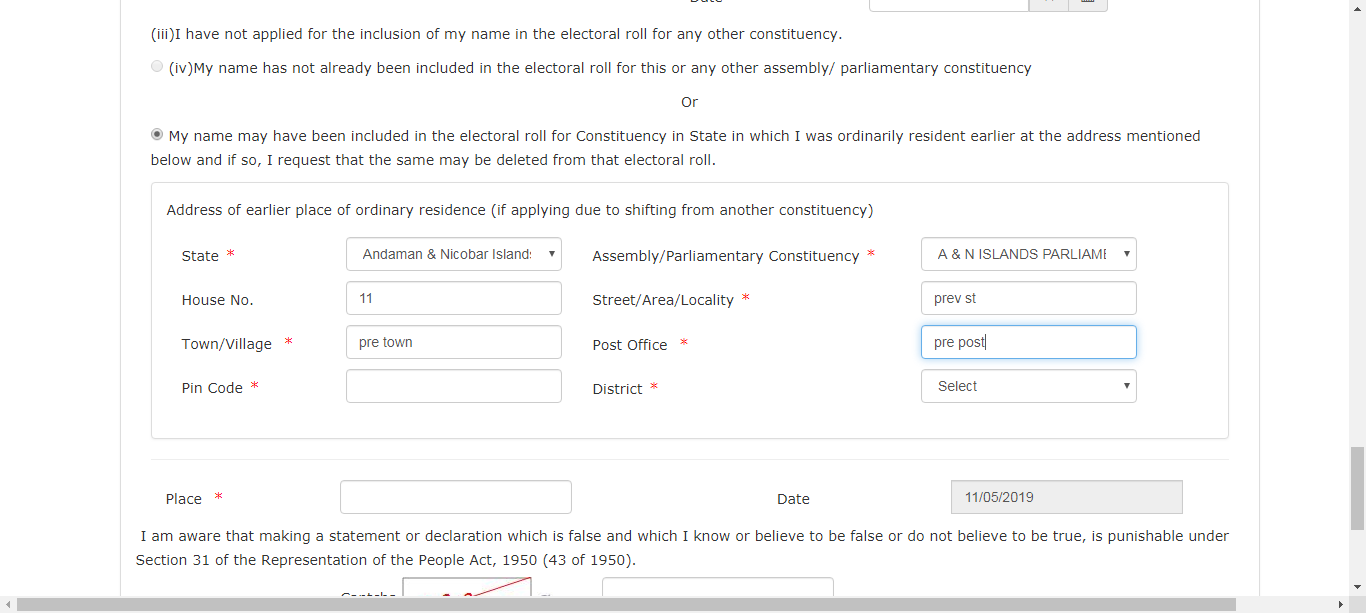 Date
(iii)I have not applied for the inclusion of my name in the electoral roll for any other constituency.
(iv)My name has not already been included in the electoral roll for this or any other assembly/ parliamentary constituency
Or
My name may have been included in the electoral roll for Constituency in State in which I was ordinarily resident earlier at the address mentioned
below and if so, I request that the same may be deleted from that electoral roll.
Address of earlier place of ordinary residence (if applying due to shifting from another constituency)
State * Andaman & Nicobar Islands Assembly/Parliamentary Constituency * A & N ISLANDS PARLIAME
House No. 11 Street/Area/Locality * prev st
Town/Village * pre town Post Office * pre post
Pin Code * District * Select
Place * Date 11/05/2019
I am aware that making a statement or declaration which is false and which I know or believe to be false or do not believe to be true, is punishable under
Section 31 of the Representation of the People Act, 1950 (43 of 1950).
Captcha